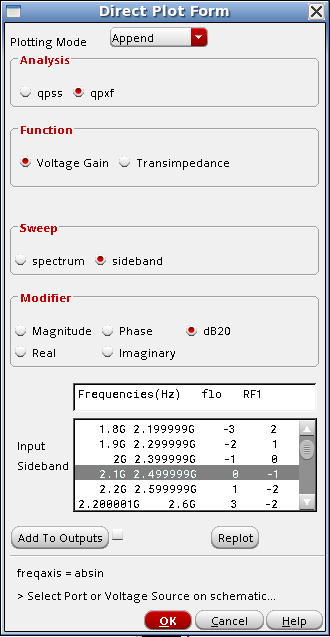 Direct Plot Form
Plotting Mode Append
Analysis
qpss qpxf
Function
Voltage Gain Transimpedance
Sweep
spectrum sideband
Modifier
Magnitude Phase dB20
Real Imaginary
Frequencies(Hz) flo RF1
Input
Sideband
1.8G 2.199999G -3 2
1.9G 2.299999G -2 1
2G 2.399999G -1 0
2.1G 2.499999G 0 -1
2.2G 2.599999G 1 -2
2.200001G 2.6G 3 -2
Add To Outputs Replot
freqaxis = absin
> Select Port or Voltage Source on schematic...
OK Cancel Help